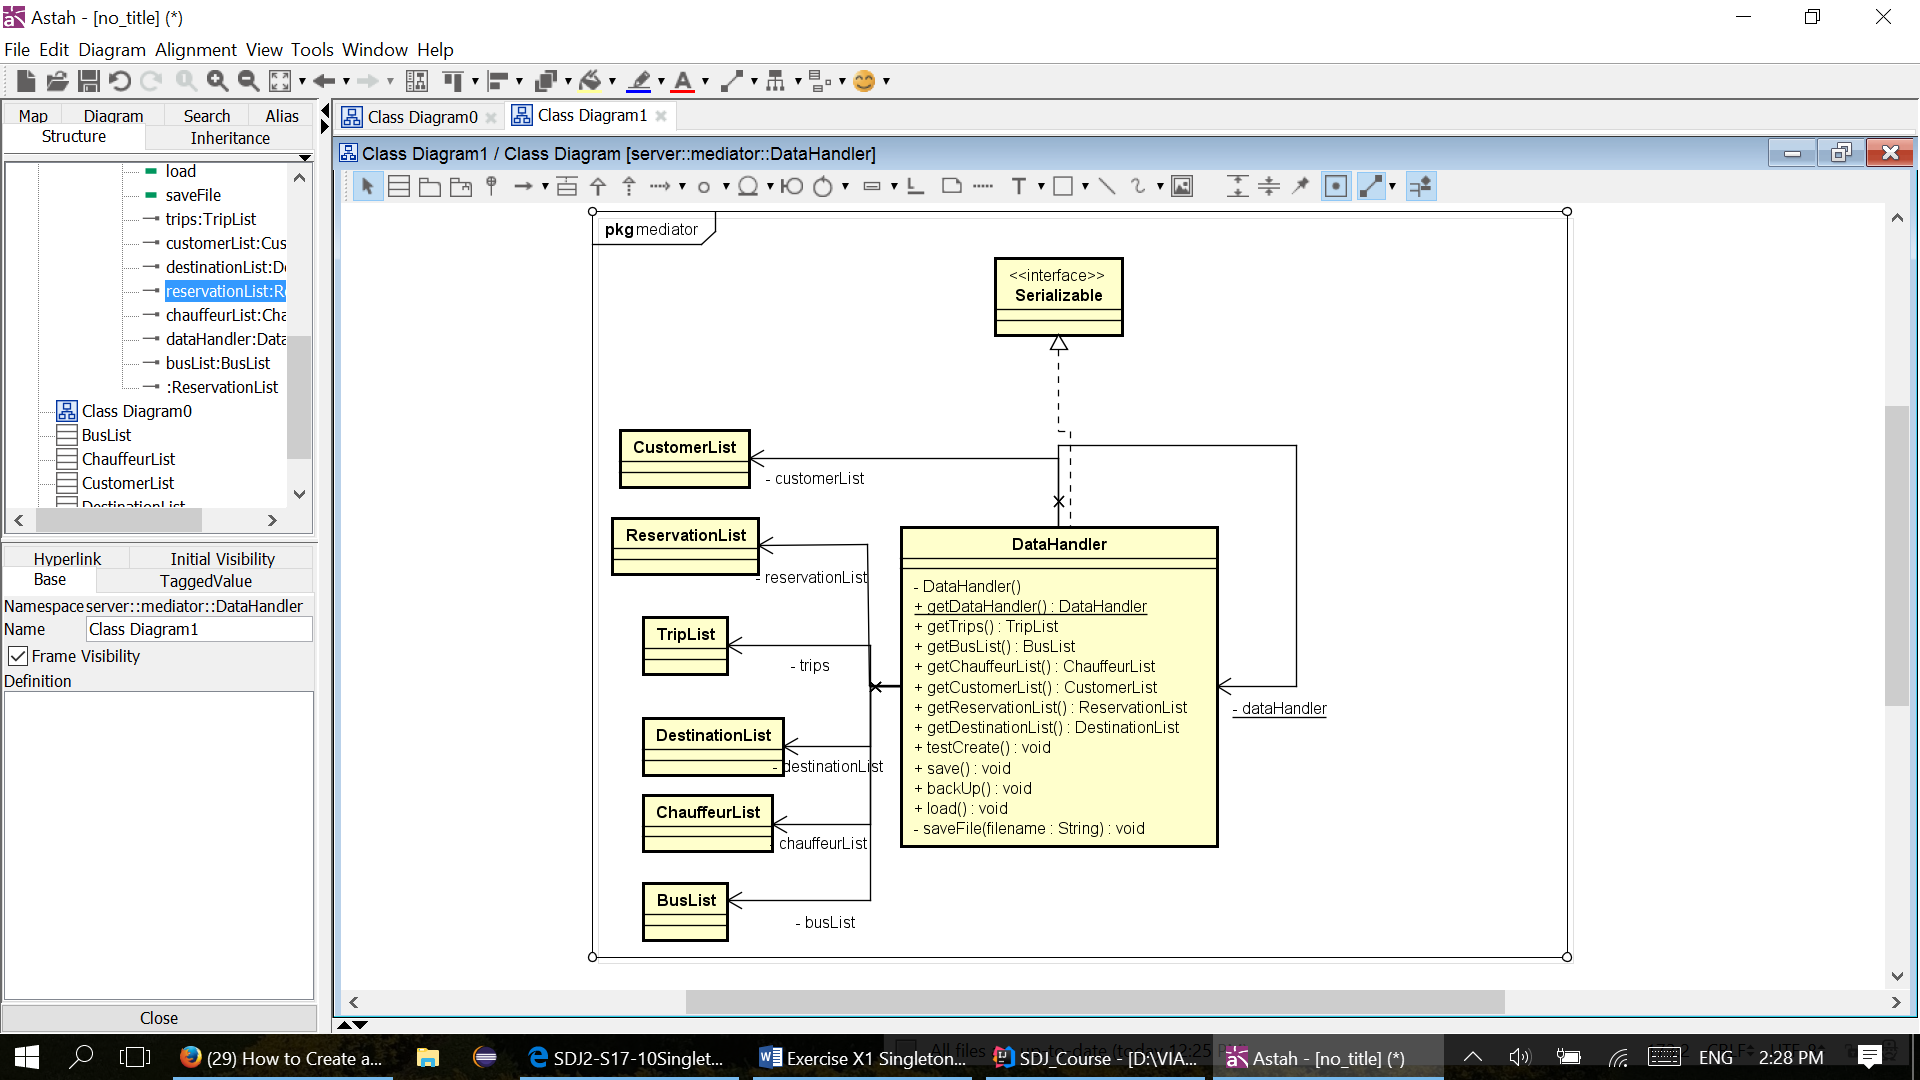 Astah - [no_title] (*)
File Edit Diagram Alignment View Tools Window Help
Map Diagram Search Alias
Structure Inheritance
load
saveFile
trips:TripList
customerList:Cus
destinationList:De
reservationList:Re
chauffeurList:Cha
dataHandler:Data
busList:BusList
:ReservationList
Class Diagram0
BusList
ChauffeurList
CustomerList
DestinationList
Hyperlink Initial Visibility
Base TaggedValue
Namespace server::mediator::DataHandler
Name Class Diagram1
Frame Visibility
Definition
Close
Class Diagram0 Class Diagram1
Class Diagram1 / Class Diagram [server::mediator::DataHandler]
pkg mediator
<<interface>>
Serializable
CustomerList
- customerList
ReservationList
- reservationList
TripList
- trips
DestinationList
- destinationList
ChauffeurList
- chauffeurList
BusList
- busList
DataHandler
- DataHandler()
+ getDataHandler() : DataHandler
+ getTrips() : TripList
+ getBusList() : BusList
+ getChauffeurList() : ChauffeurList
+ getCustomerList() : CustomerList
+ getReservationList() : ReservationList
+ getDestinationList() : DestinationList
+ testCreate() : void
+ save() : void
+ backUp() : void
+ load() : void
- saveFile(filename : String) : void
- dataHandler
(29) How to Create a... SDJ2-S17-10Singlet... Exercise X1 Singleton... SDJ_Course - [D:\VIA... Astah - [no_title] (*) ENG 2:28 PM